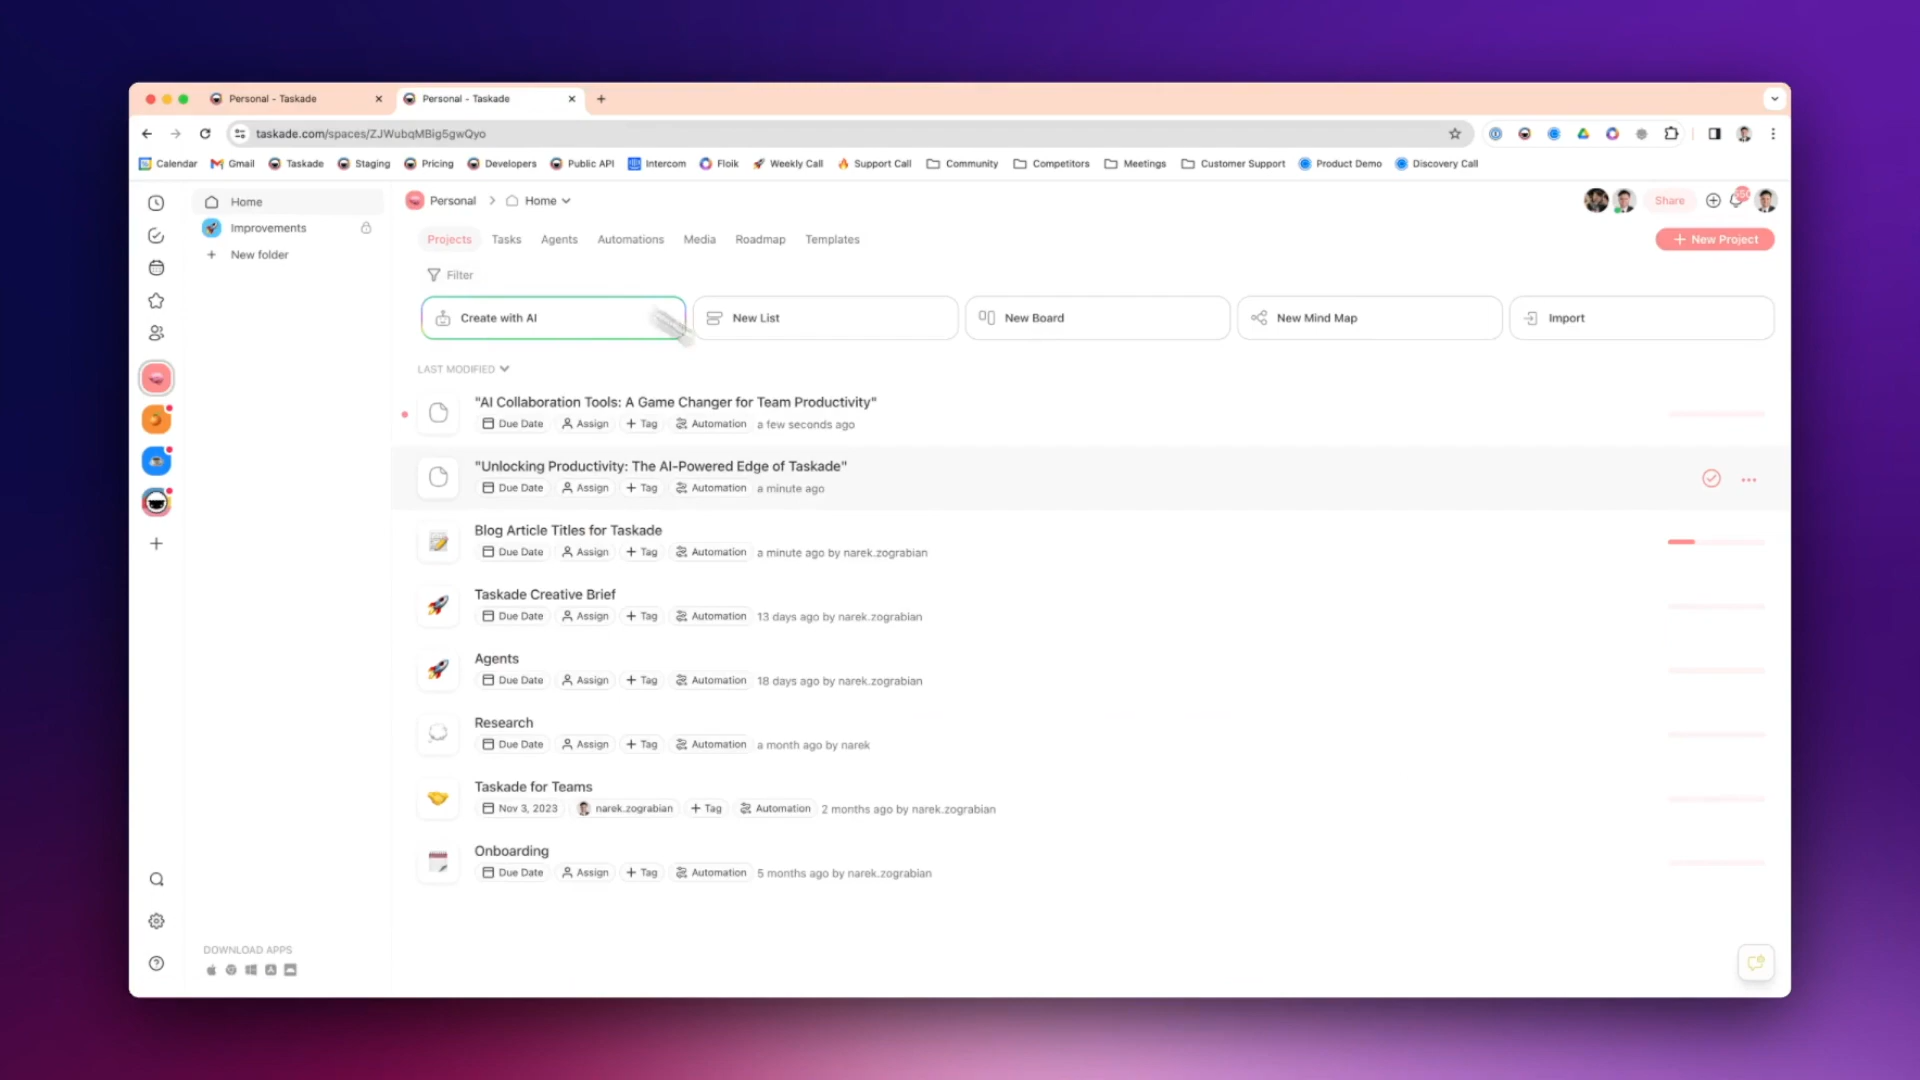 Personal - Taskade
Personal - Taskade
taskade.com/spaces/ZJWubqMBig5gwQyo
Calendar Gmail Taskade Staging Pricing Developers Public API Intercom Floik Weekly Call Support Call Community Competitors Meetings Customer Support Product Demo Discovery Call
Home
Improvements
New folder
Personal Home
Share
Projects Tasks Agents Automations Media Roadmap Templates
+ New Project
Filter
Create with AI
New List
New Board
New Mind Map
Import
LAST MODIFIED
"AI Collaboration Tools: A Game Changer for Team Productivity"
Due Date Assign + Tag Automation a few seconds ago
"Unlocking Productivity: The AI-Powered Edge of Taskade"
Due Date Assign + Tag Automation a minute ago
Blog Article Titles for Taskade
Due Date Assign + Tag Automation a minute ago by narek.zograbian
Taskade Creative Brief
Due Date Assign + Tag Automation 13 days ago by narek.zograbian
Agents
Due Date Assign + Tag Automation 18 days ago by narek.zograbian
Research
Due Date Assign + Tag Automation a month ago by narek
Taskade for Teams
Nov 3, 2023 narek.zograbian + Tag Automation 2 months ago by narek.zograbian
Onboarding
Due Date Assign + Tag Automation 5 months ago by narek.zograbian
DOWNLOAD APPS